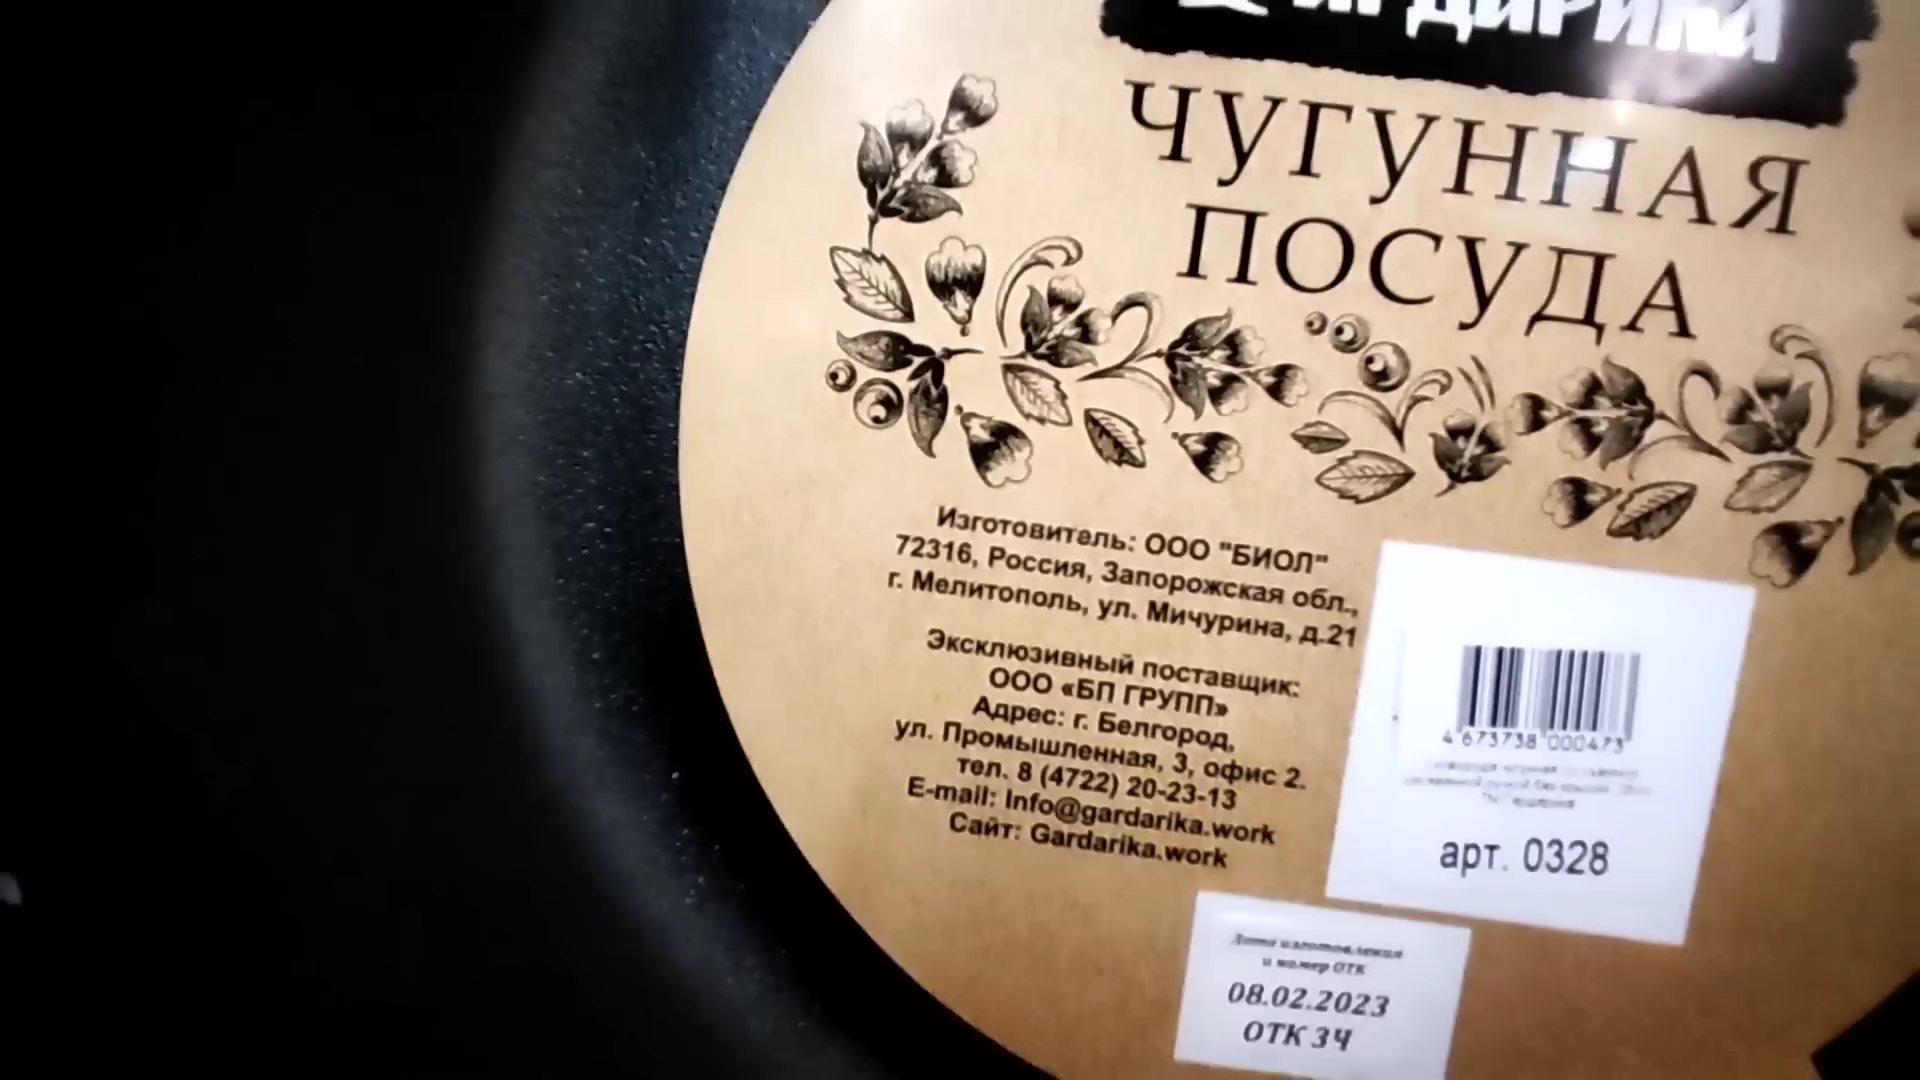 ЧУГУННАЯ
ПОСУДА
Изготовитель: ООО "БИОЛ"
72316, Россия, Запорожская обл.,
г. Мелитополь, ул. Мичурина, д.21
Эксклюзивный поставщик:
ООО «БП ГРУПП»
Адрес: г. Белгород,
ул. Промышленная, 3, офис 2.
тел. 8 (4722) 20-23-13
E-mail: Info@gardarika.work
Сайт: Gardarika.work
4 673738 000473
арт. 0328
Дата изготовления
и номер ОТК
08.02.2023
ОТК 3Ч